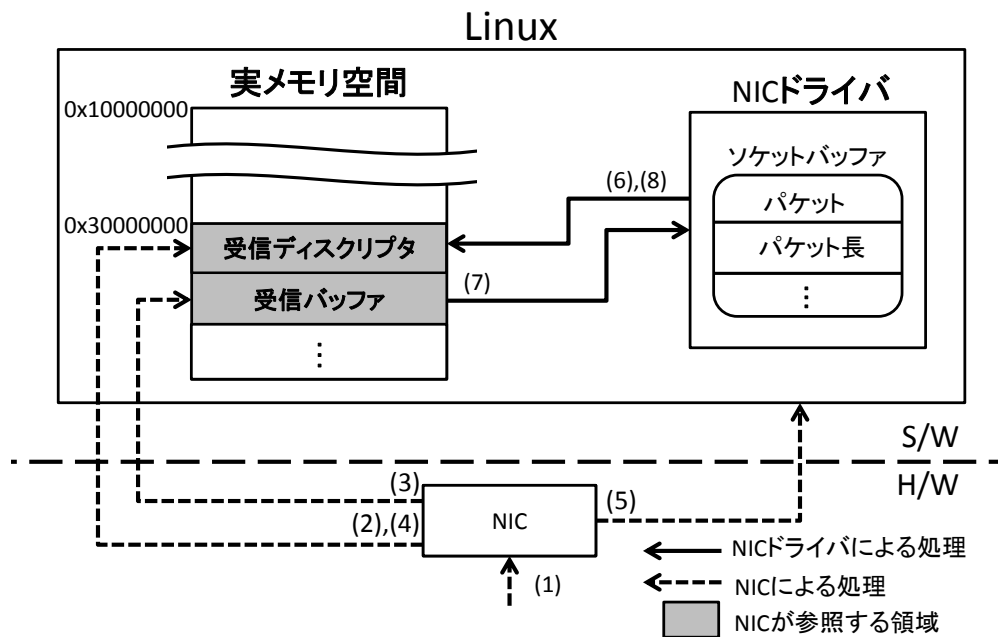 Linux
実メモリ空間
NICドライバ
0x10000000
ソケットバッファ
パケット
(6),(8)
0x30000000
受信ディスクリプタ
パケット長
受信バッファ
(7)
⋮
⋮
S/W
H/W
(3)
(5)
(2),(4)
NIC
NICドライバによる処理
(1)
NICによる処理
NICが参照する領域